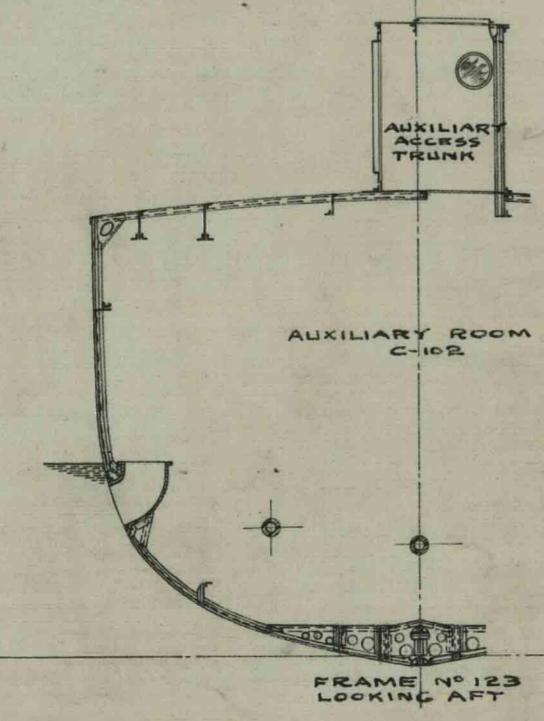 AUXILIARY
ACCESS
TRUNK
AUXILIARY ROOM
C-102
FRAME Nº 123
LOOKING AFT